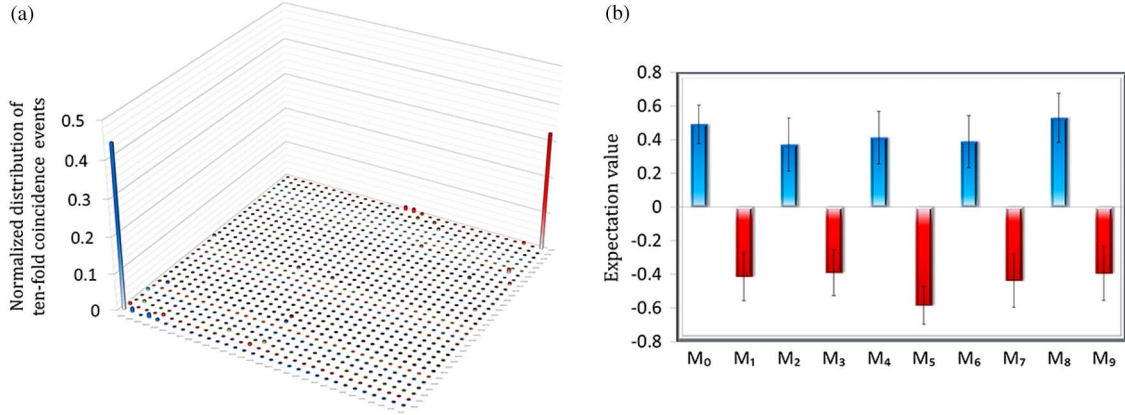 (a)
Normalized distribution of
ten-fold coincidence events
0.5
0.4
0.3
0.2
0.1
0
(b)
Expectation value
0.8
0.6
0.4
0.2
0
-0.2
-0.4
-0.6
-0.8
M₀ M₁ M₂ M₃ M₄ M₅ M₆ M₇ M₈ M₉